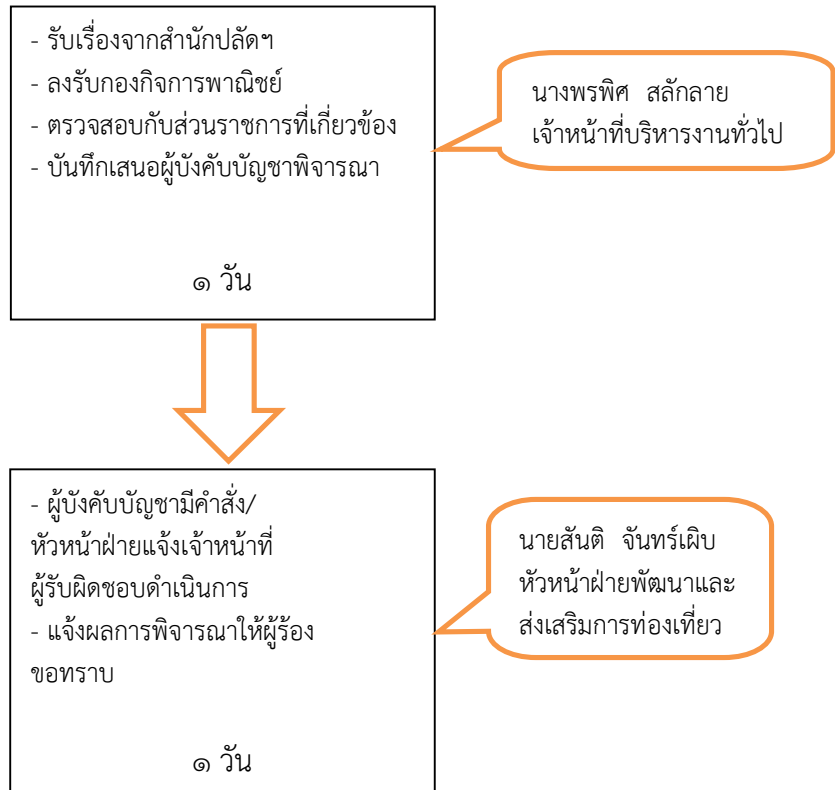 - รับเรื่องจากสำนักปลัดฯ
- ลงรับกองกิจการพาณิชย์
- ตรวจสอบกับส่วนราชการที่เกี่ยวข้อง
- บันทึกเสนอผู้บังคับบัญชาพิจารณา
๑ วัน
นางพรพิศ สลักลาย
เจ้าหน้าที่บริหารงานทั่วไป
- ผู้บังคับบัญชามีคำสั่ง/
หัวหน้าฝ่ายแจ้งเจ้าหน้าที่
ผู้รับผิดชอบดำเนินการ
- แจ้งผลการพิจารณาให้ผู้ร้อง
ขอทราบ
๑ วัน
นายสันติ จันทร์เผิบ
หัวหน้าฝ่ายพัฒนาและ
ส่งเสริมการท่องเที่ยว